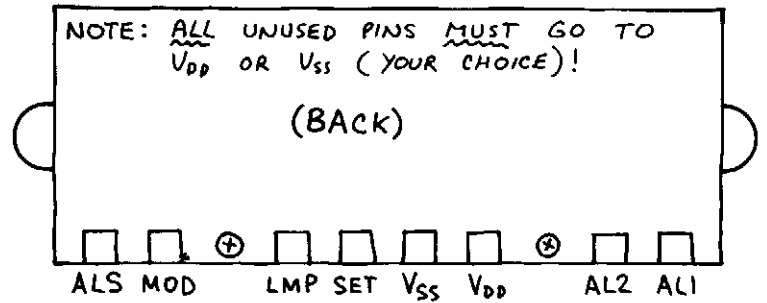 NOTE: ALL UNUSED PINS MUST GO TO
VDD OR VSS (YOUR CHOICE)!
(BACK)
ALS MOD LMP SET VSS VDD AL2 AL1